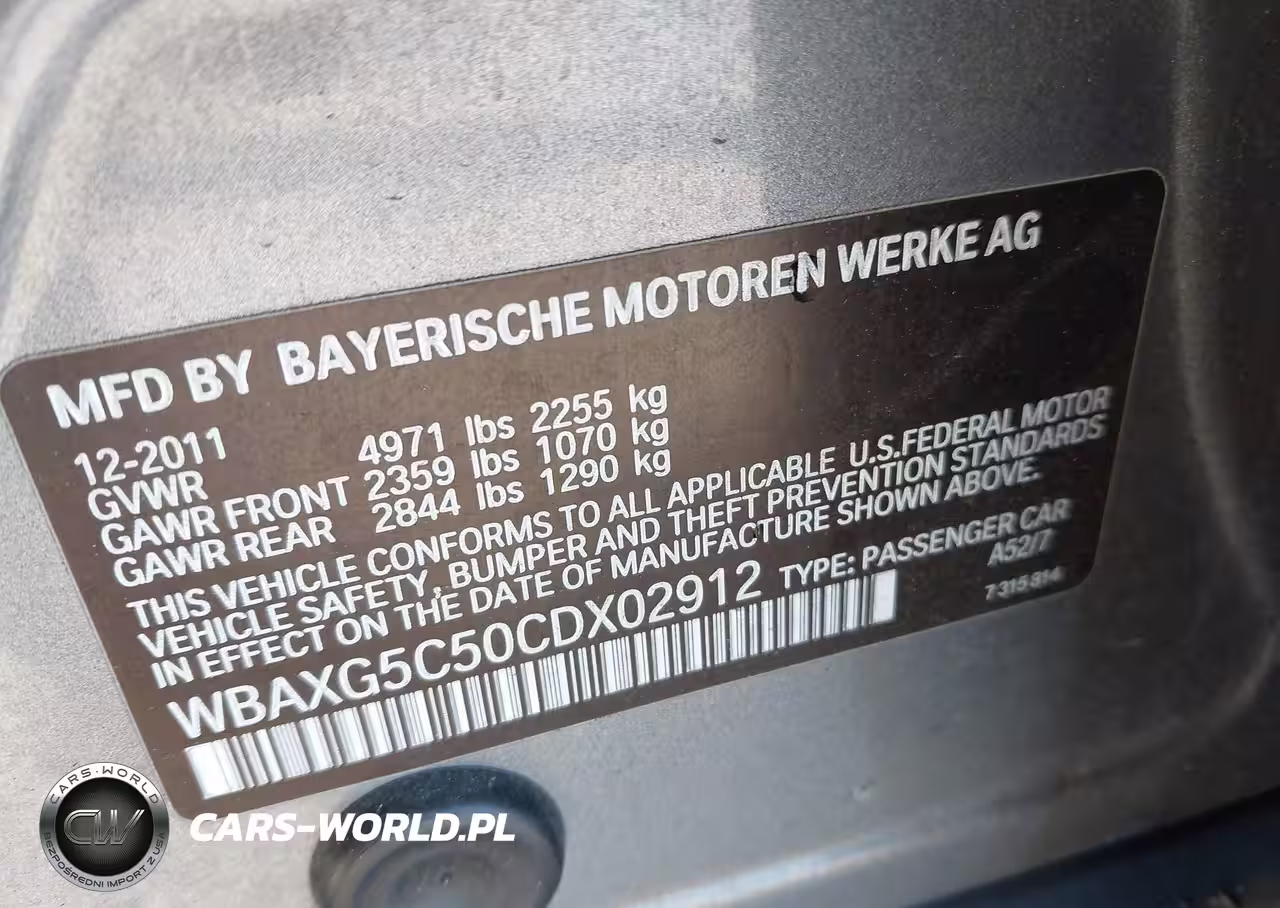 MFD BY BAYERISCHE MOTOREN WERKE AG
12-2011
GVWR 4971 lbs 2255 kg
GAWR FRONT 2359 lbs 1070 kg
GAWR REAR 2844 lbs 1290 kg
THIS VEHICLE CONFORMS TO ALL APPLICABLE U.S.FEDERAL MOTOR
VEHICLE SAFETY, BUMPER AND THEFT PREVENTION STANDARDS
IN EFFECT ON THE DATE OF MANUFACTURE SHOWN ABOVE.
WBAXG5C50CDX02912 TYPE: PASSENGER CAR
A52/7
7 315 814
CARS-WORLD
CW
BEZPOŚREDNI IMPORT Z USA
CARS-WORLD.PL